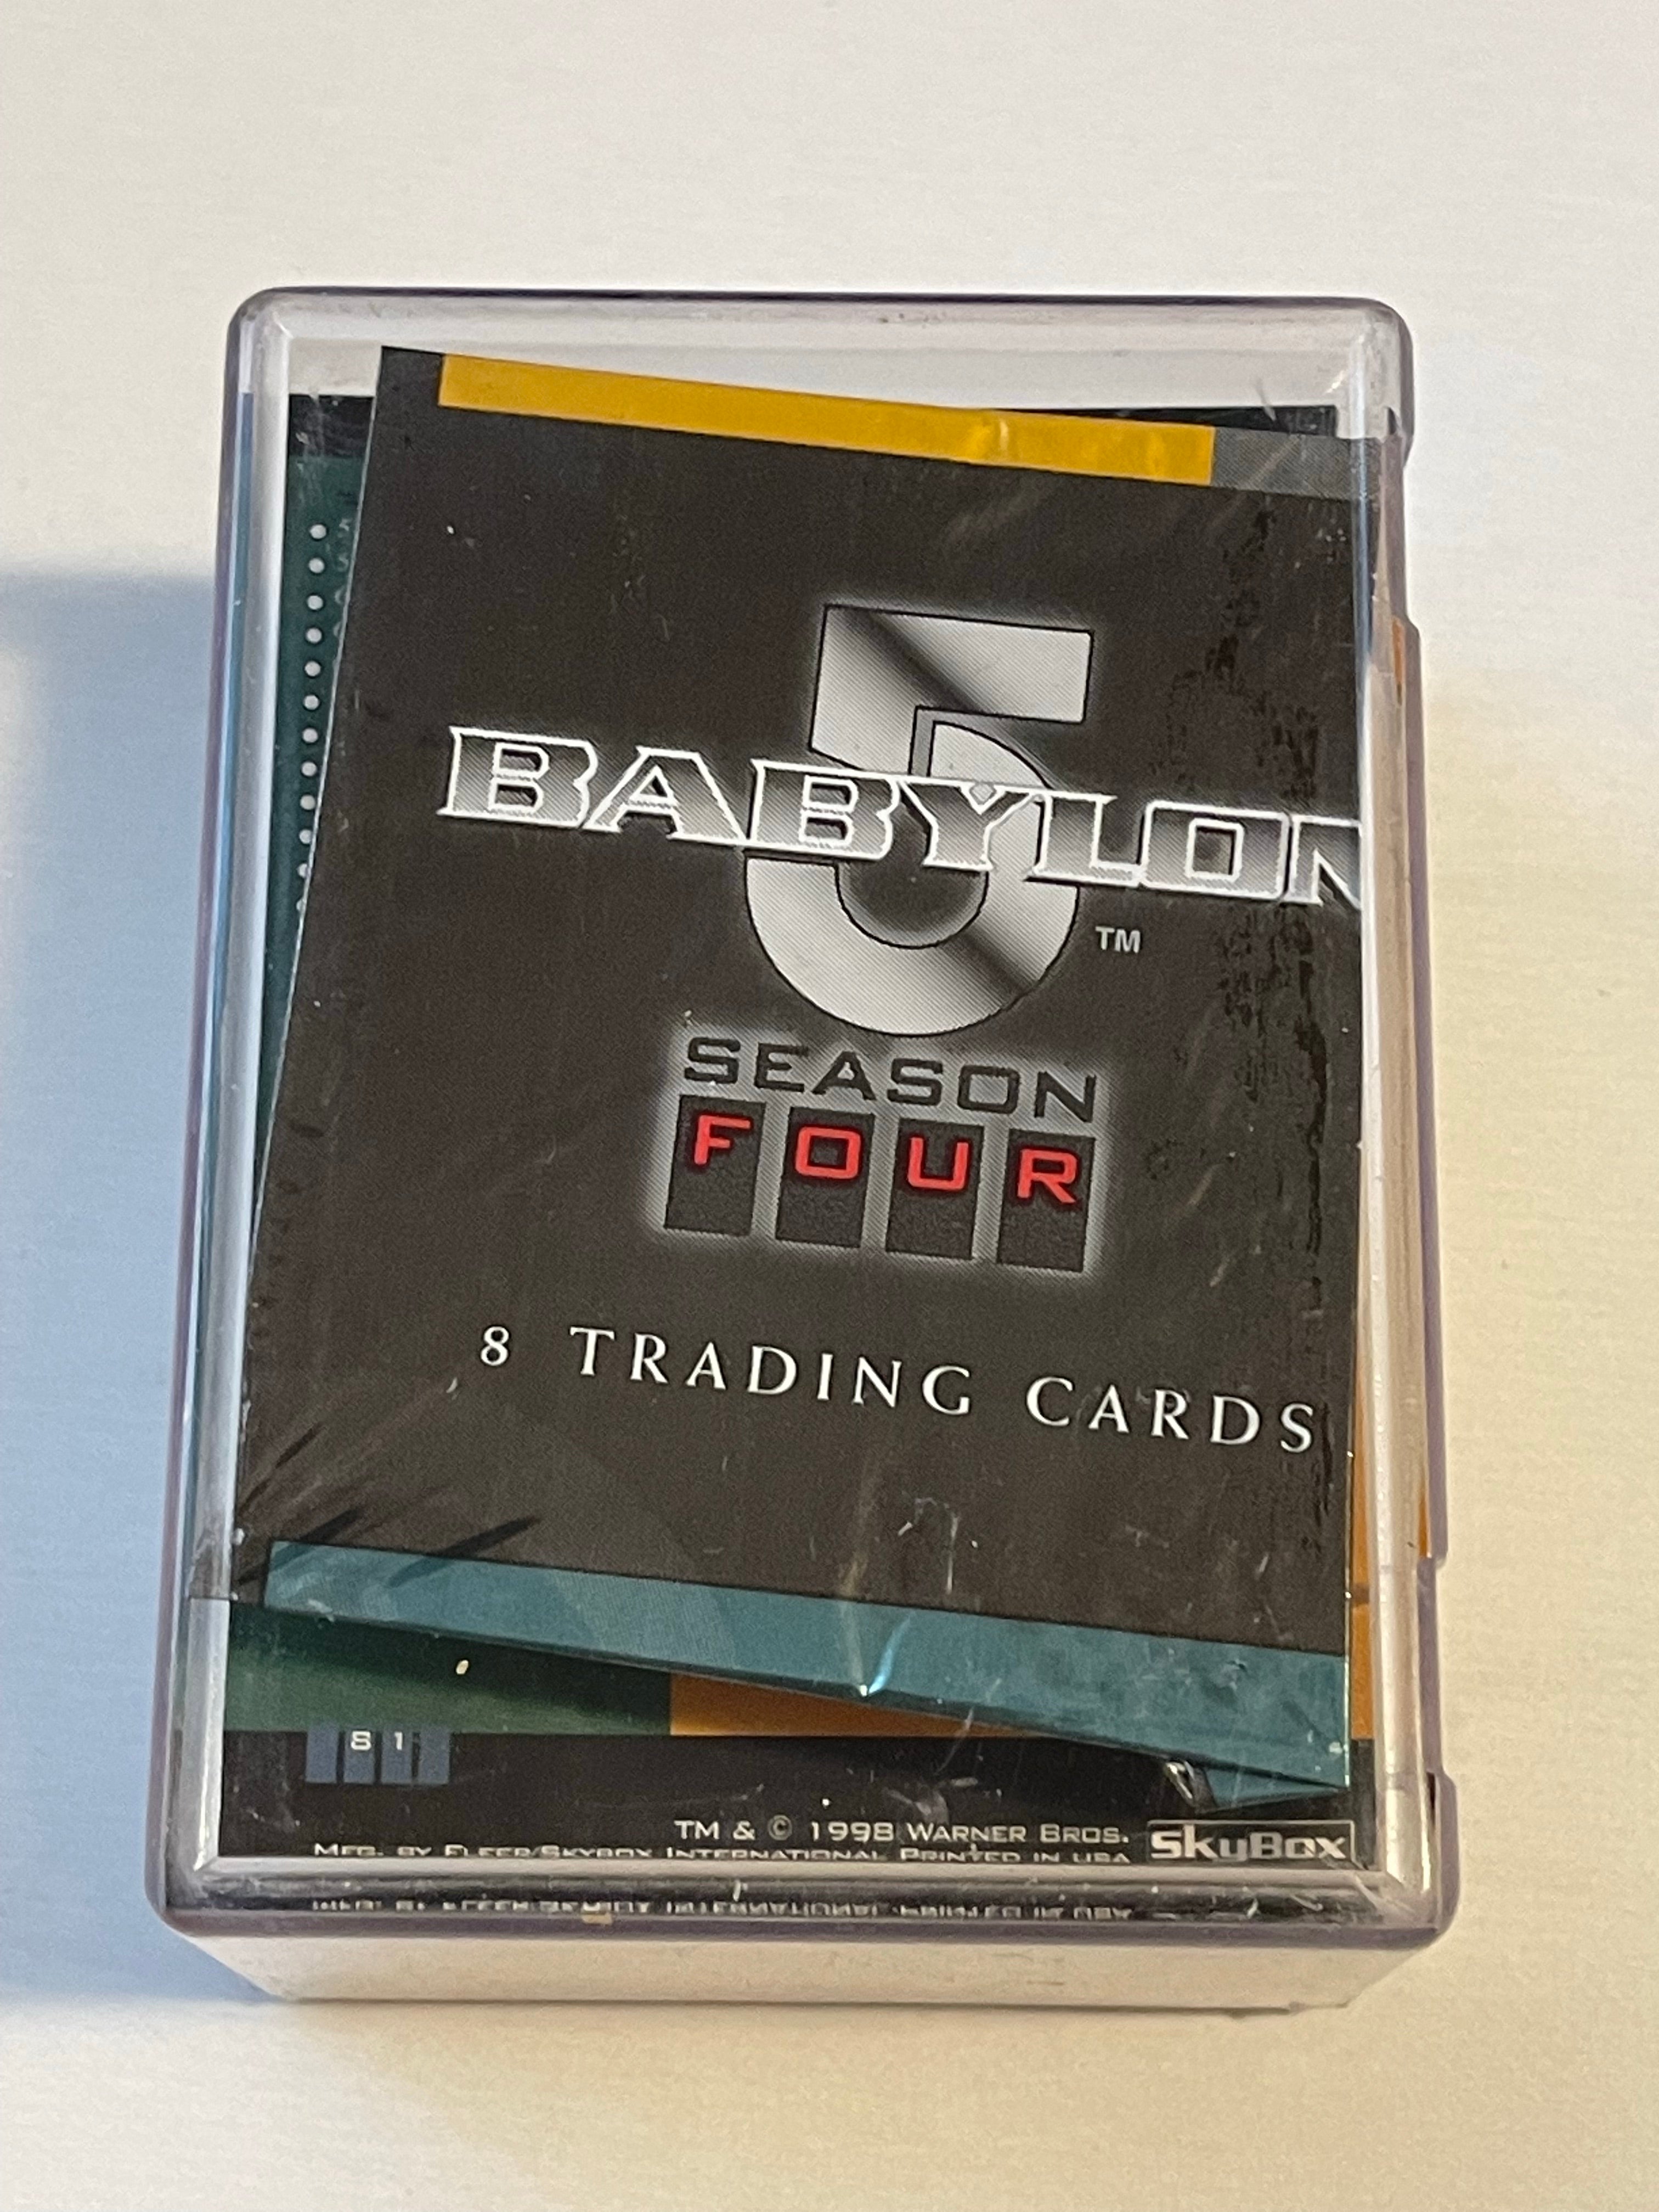 5
BABYLON
TM
SEASON
FOUR
8 TRADING CARDS
81
TM & © 1998 WARNER BROS.
SkyBox
MFG. BY FLEER/SKYBOX INTERNATIONAL PRINTED IN USA